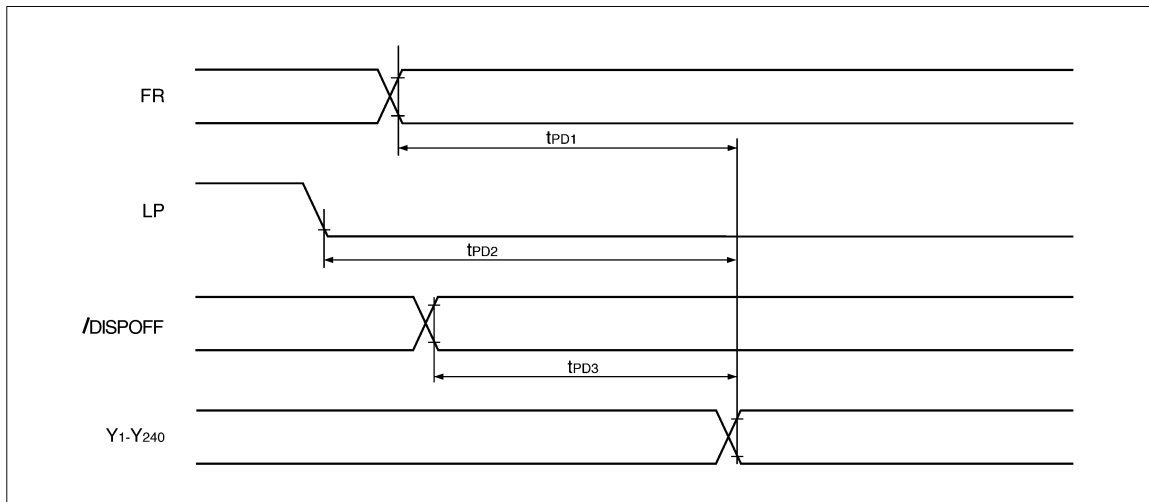 FR
tPD1
LP
tPD2
/DISPOFF
tPD3
Y1-Y240